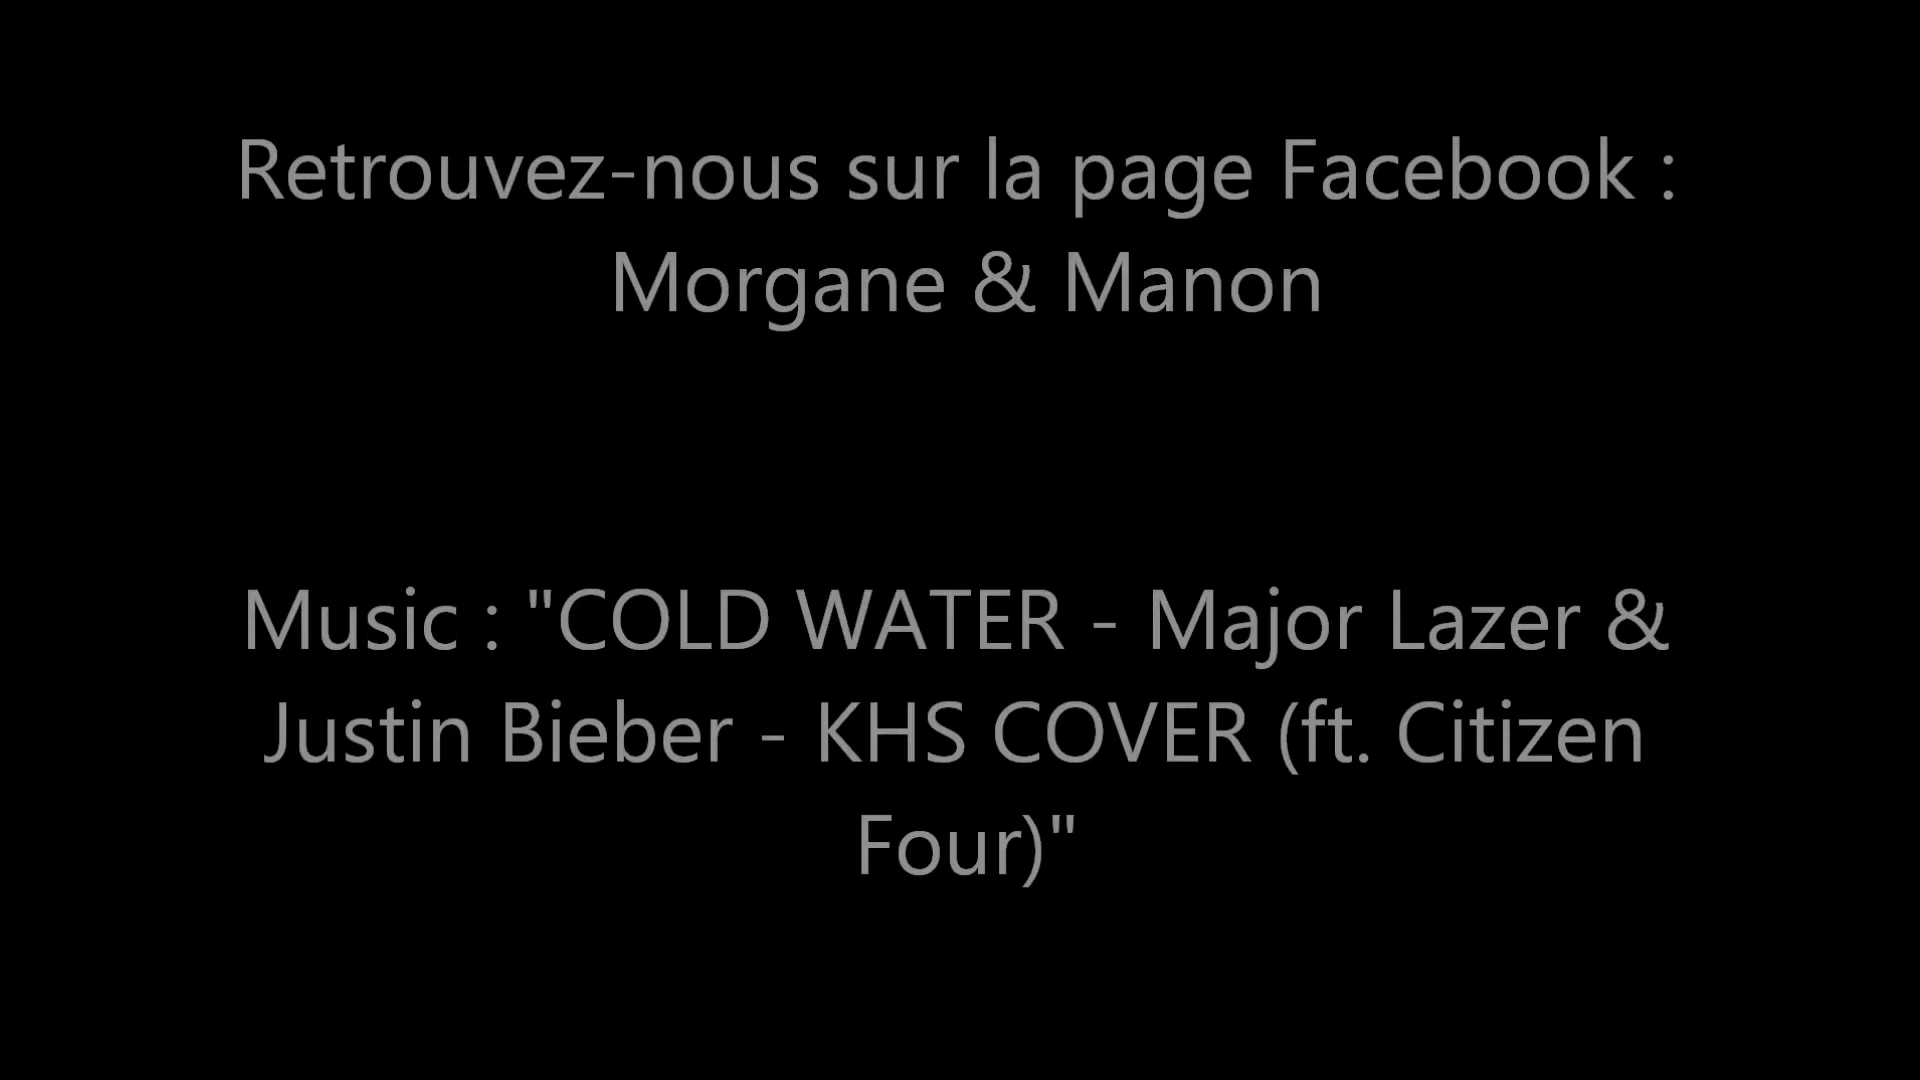 Retrouvez-nous sur la page Facebook :
Morgane & Manon
Music : "COLD WATER - Major Lazer &
Justin Bieber - KHS COVER (ft. Citizen
Four)"